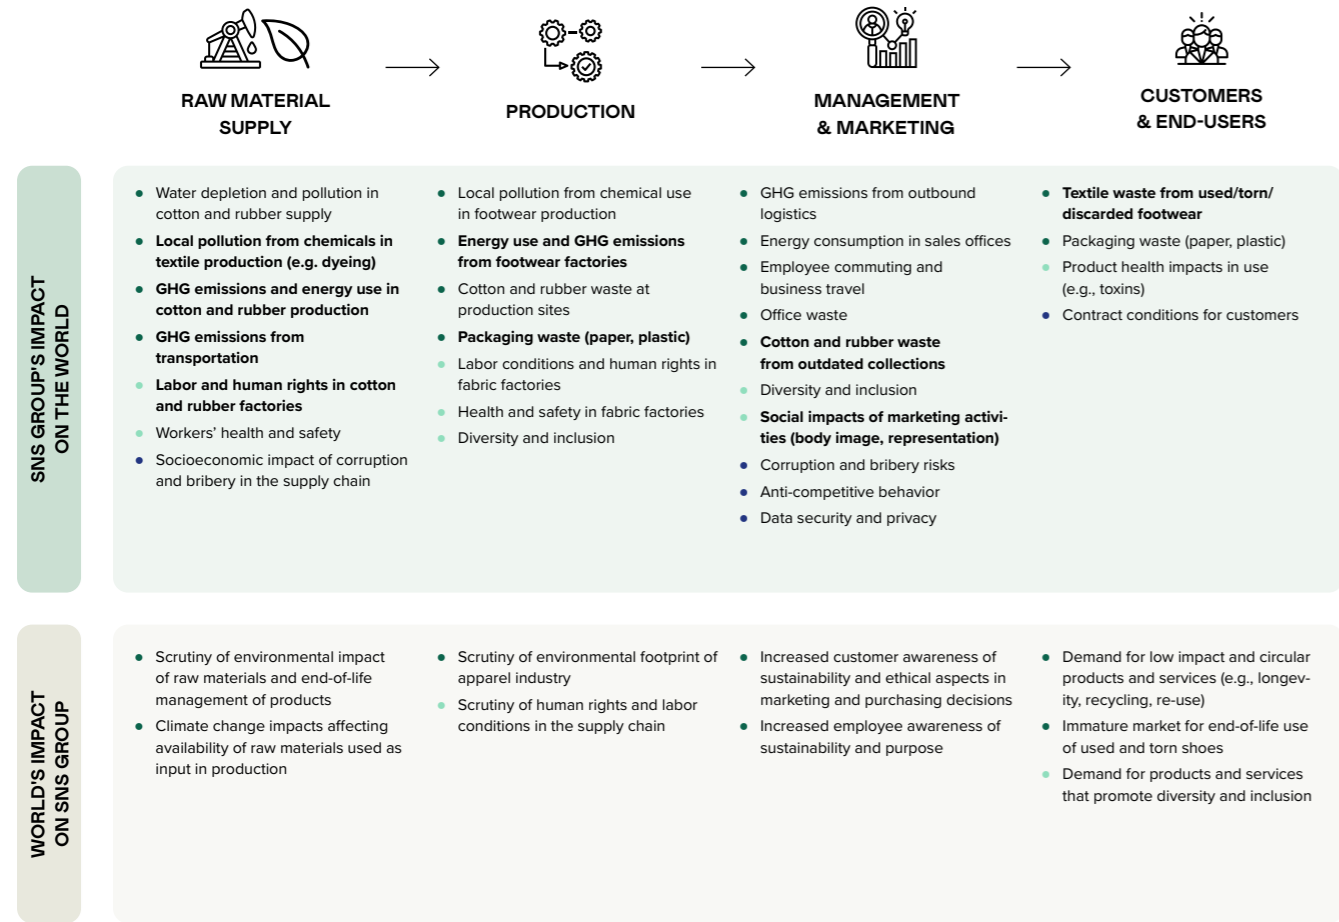 RAW MATERIAL
SUPPLY
PRODUCTION
MANAGEMENT
& MARKETING
CUSTOMERS
& END-USERS
SNS GROUP'S IMPACT
ON THE WORLD
Water depletion and pollution in
cotton and rubber supply
Local pollution from chemicals in
textile production (e.g. dyeing)
GHG emissions and energy use in
cotton and rubber production
GHG emissions from
transportation
Labor and human rights in cotton
and rubber factories
Workers’ health and safety
Socioeconomic impact of corruption
and bribery in the supply chain
Local pollution from chemical use
in footwear production
Energy use and GHG emissions
from footwear factories
Cotton and rubber waste at
production sites
Packaging waste (paper, plastic)
Labor conditions and human rights in
fabric factories
Health and safety in fabric factories
Diversity and inclusion
GHG emissions from outbound
logistics
Energy consumption in sales offices
Employee commuting and
business travel
Office waste
Cotton and rubber waste
from outdated collections
Diversity and inclusion
Social impacts of marketing activi-
ties (body image, representation)
Corruption and bribery risks
Anti-competitive behavior
Data security and privacy
Textile waste from used/torn/
discarded footwear
Packaging waste (paper, plastic)
Product health impacts in use
(e.g., toxins)
Contract conditions for customers
WORLD'S IMPACT
ON SNS GROUP
Scrutiny of environmental impact
of raw materials and end-of-life
management of products
Climate change impacts affecting
availability of raw materials used as
input in production
Scrutiny of environmental footprint of
apparel industry
Scrutiny of human rights and labor
conditions in the supply chain
Increased customer awareness of
sustainability and ethical aspects in
marketing and purchasing decisions
Increased employee awareness of
sustainability and purpose
Demand for low impact and circular
products and services (e.g., longev-
ity, recycling, re-use)
Immature market for end-of-life use
of used and torn shoes
Demand for products and services
that promote diversity and inclusion